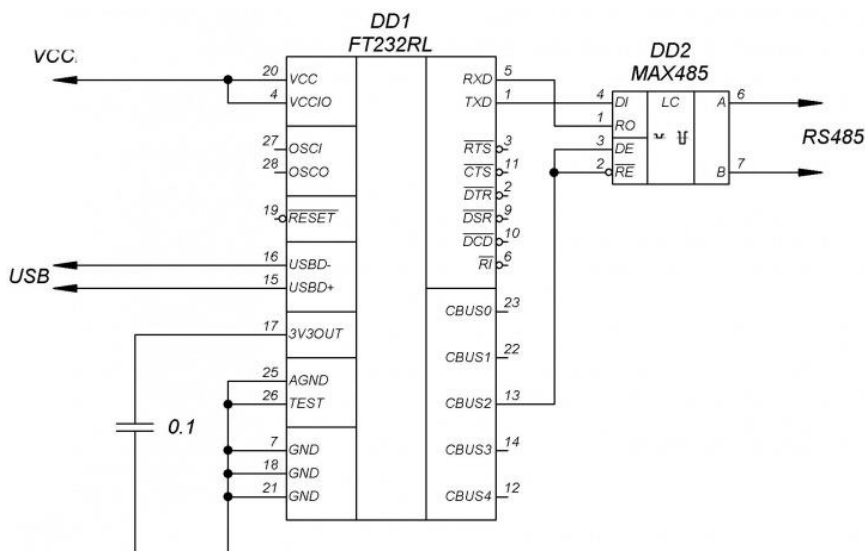 DD1
FT232RL
DD2
MAX485
VCC
20 VCC
4 VCCIO
27 OSCI
28 OSCO
19 RESET
USB
16 USBD-
15 USBD+
17 3V3OUT
25 AGND
26 TEST
7 GND
18 GND
21 GND
0.1
RXD 5
TXD 1
RTS 3
CTS 11
DTR 2
DSR 9
DCD 10
RI 6
CBUS0 23
CBUS1 22
CBUS2 13
CBUS3 14
CBUS4 12
4 DI LC A 6
1 RO
3 DE
2 RE B 7
RS485